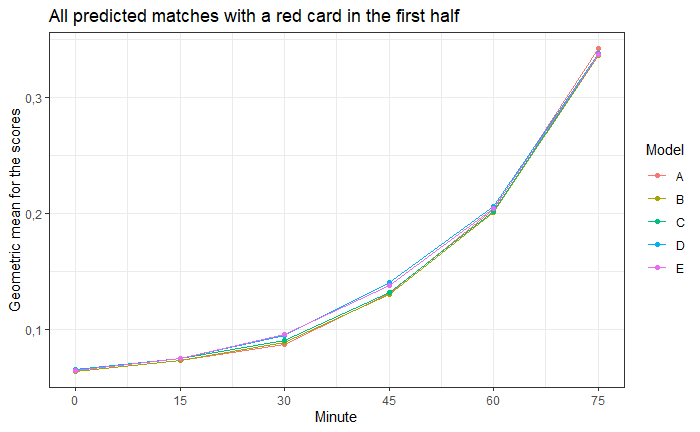 All predicted matches with a red card in the first half
Geometric mean for the scores
0,3
0,2
0,1
0 15 30 45 60 75
Minute
Model
A
B
C
D
E